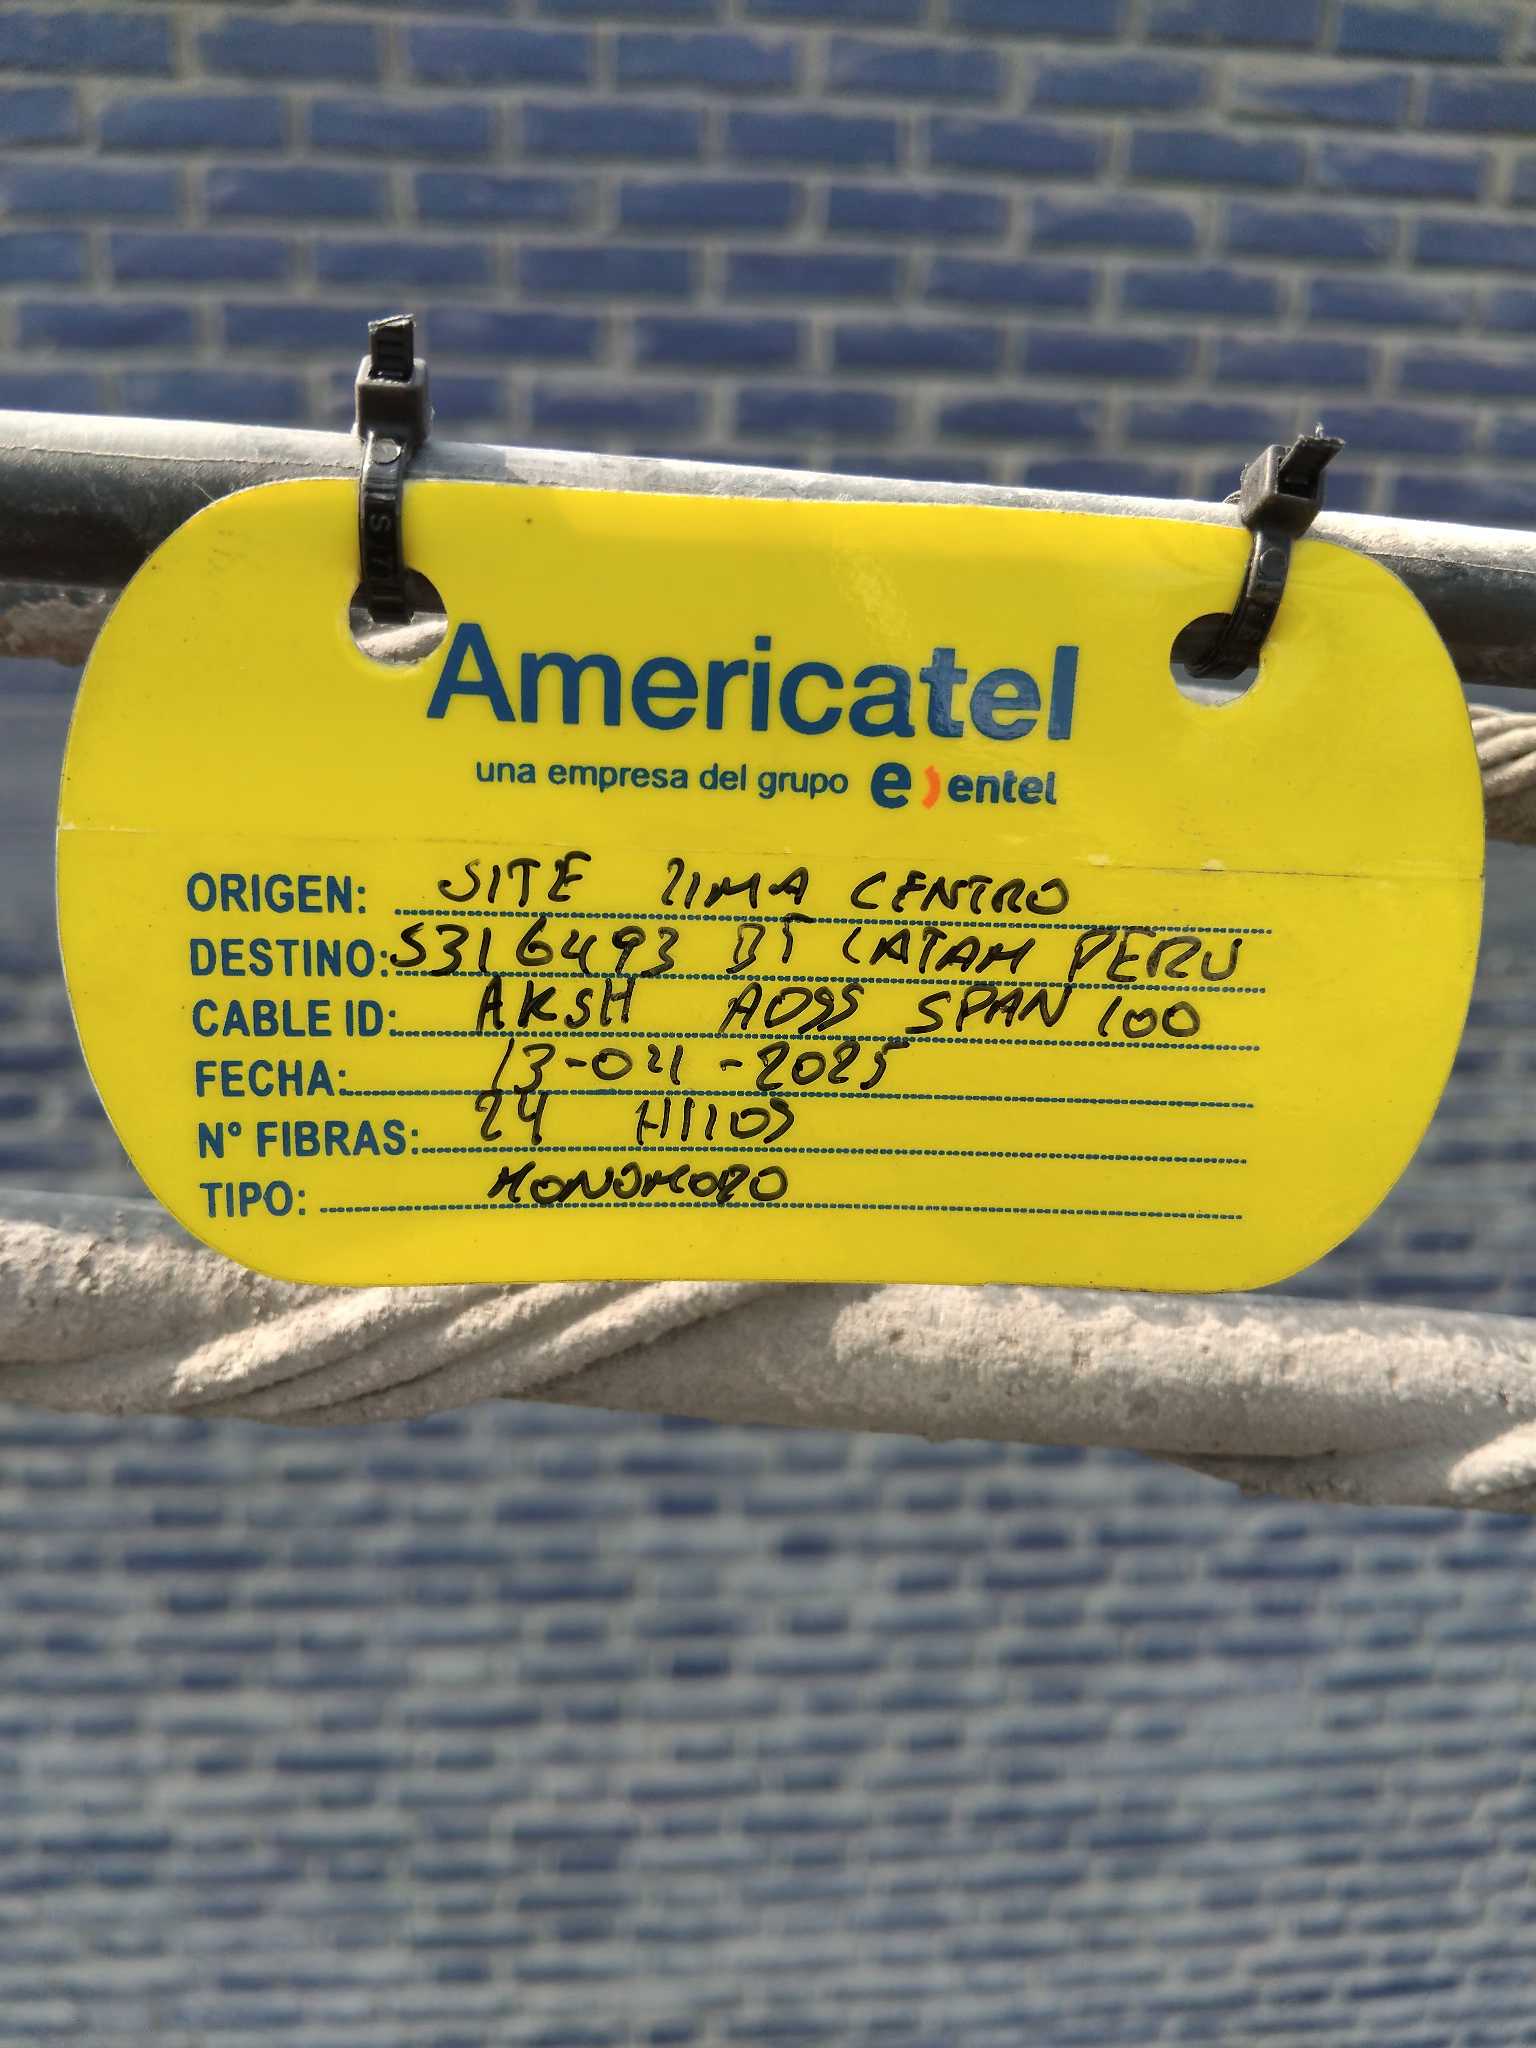 Americatel
una empresa del grupo e) entel
ORIGEN: SITE LIMA CENTRO
DESTINO: S316493 BT LATAM PERU
CABLE ID: AKSH ADSS SPAN 100
FECHA: 13-04-2025
N° FIBRAS: 24 HILOS
TIPO: MONOMODO